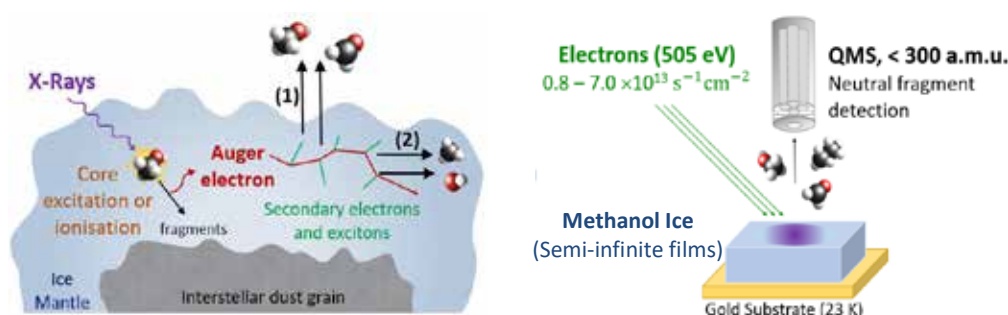 X-Rays
Core
excitation or
ionisation
fragments
Auger
electron
(1)
(2)
Secondary electrons
and excitons
Ice
Mantle
Interstellar dust grain
Electrons (505 eV)
0.8 – 7.0 ×10¹³ s⁻¹cm⁻²
QMS, < 300 a.m.u.
Neutral fragment
detection
Methanol Ice
(Semi-infinite films)
Gold Substrate (23 K)